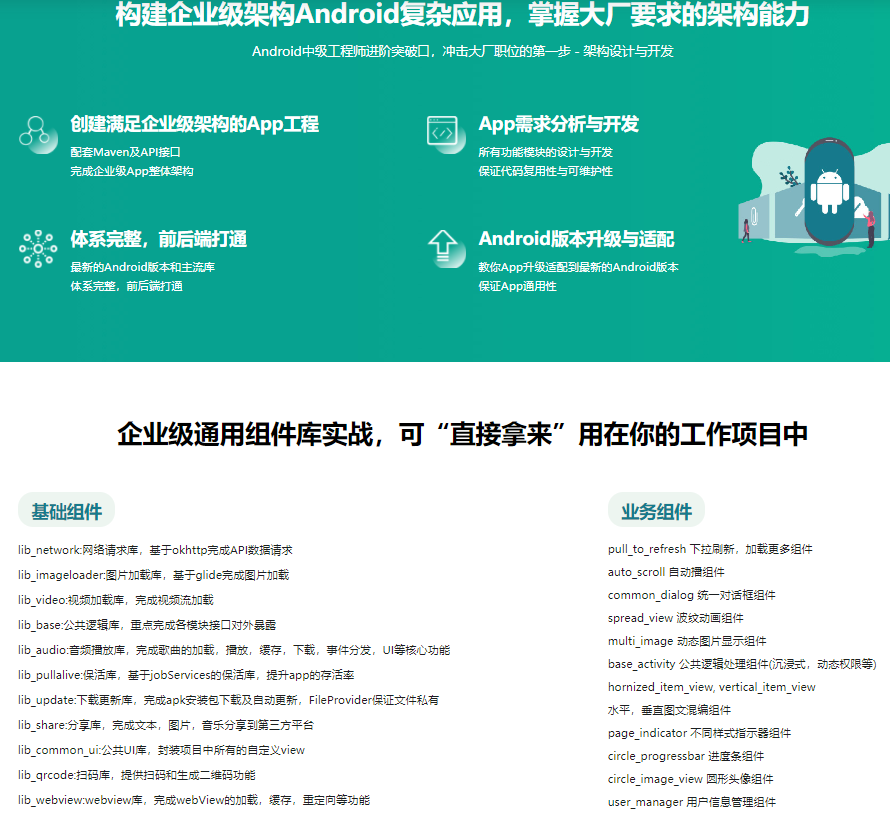 构建企业级架构Android复杂应用，掌握大厂要求的架构能力
Android中级工程师进阶突破口，冲击大厂职位的第一步 - 架构设计与开发
创建满足企业级架构的App工程
配套Maven及API接口
完成企业级App整体架构
App需求分析与开发
所有功能模块的设计与开发
保证代码复用性与可维护性
体系完整，前后端打通
最新的Android版本和主流库
体系完整，前后端打通
Android版本升级与适配
教你App升级适配到最新的Android版本
保证App通用性
企业级通用组件库实战，可“直接拿来”用在你的工作项目中
基础组件
lib_network:网络请求库，基于okhttp完成API数据请求
lib_imageloader:图片加载库，基于glide完成图片加载
lib_video:视频加载库，完成视频流加载
lib_base:公共逻辑库，重点完成各模块接口对外暴露
lib_audio:音频播放库，完成歌曲的加载，播放，缓存，下载，事件分发，UI等核心功能
lib_pullalive:保活库，基于jobServices的保活库，提升app的存活率
lib_update:下载更新库，完成apk安装包下载及自动更新，FileProvider保证文件私有
lib_share:分享库，完成文本，图片，音乐分享到第三方平台
lib_common_ui:公共UI库，封装项目中所有的自定义view
lib_qrcode:扫码库，提供扫码和生成二维码功能
lib_webview:webview库，完成webView的加载，缓存，重定向等功能
业务组件
pull_to_refresh 下拉刷新，加载更多组件
auto_scroll 自动播组件
common_dialog 统一对话框组件
spread_view 波纹动画组件
multi_image 动态图片显示组件
base_activity 公共逻辑处理组件(沉浸式，动态权限等)
hornized_item_view, vertical_item_view
水平，垂直图文混编组件
page_indicator 不同样式指示器组件
circle_progressbar 进度条组件
circle_image_view 圆形头像组件
user_manager 用户信息管理组件